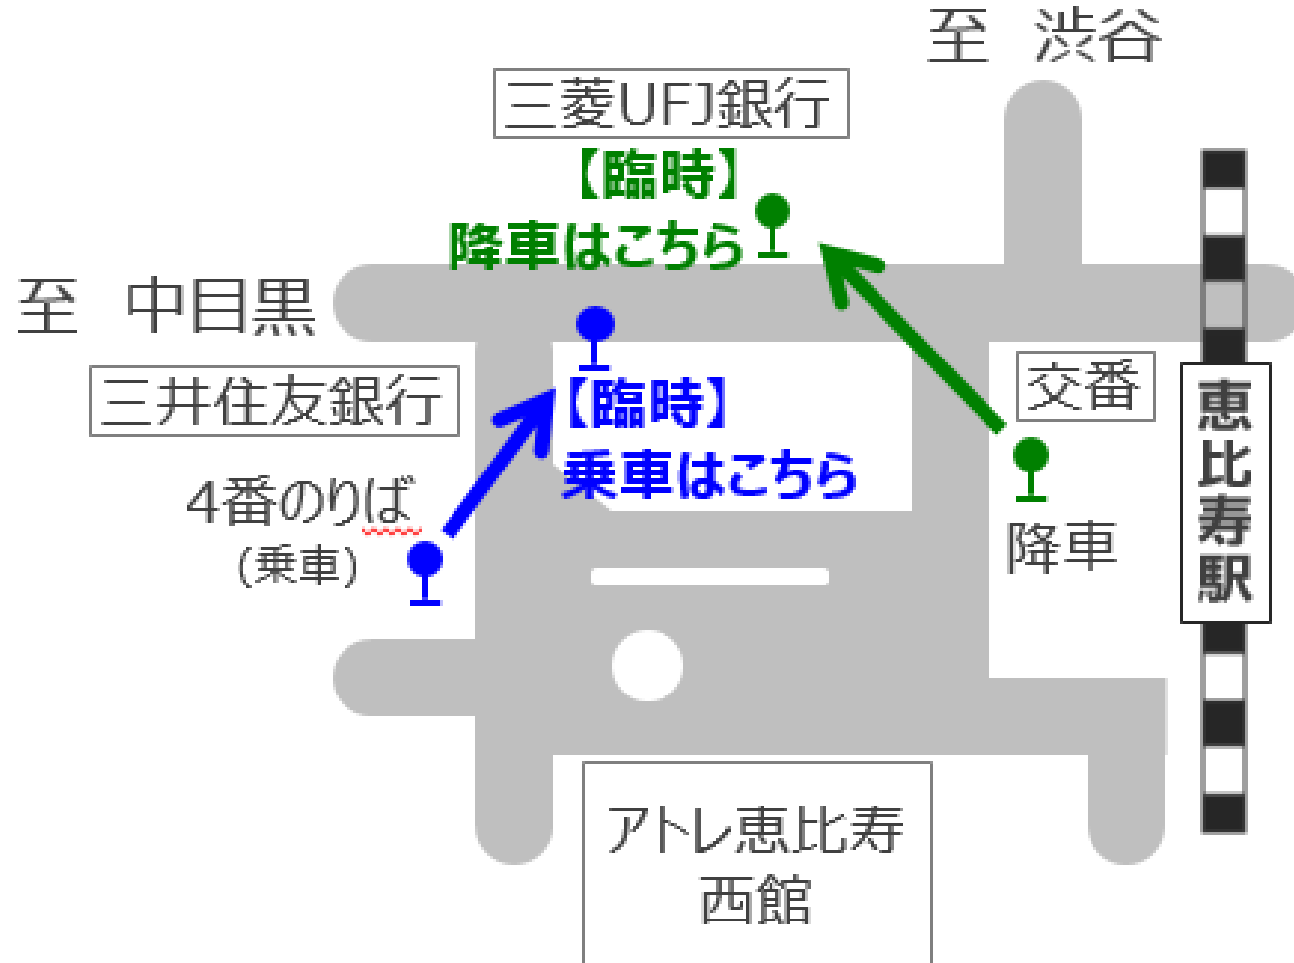 至 渋谷
三菱UFJ銀行
【臨時】
降車はこちら
至 中目黒
三井住友銀行
【臨時】
乗車はこちら
交番
4番のりば
(乗車)
降車
恵比寿駅
アトレ恵比寿
西館